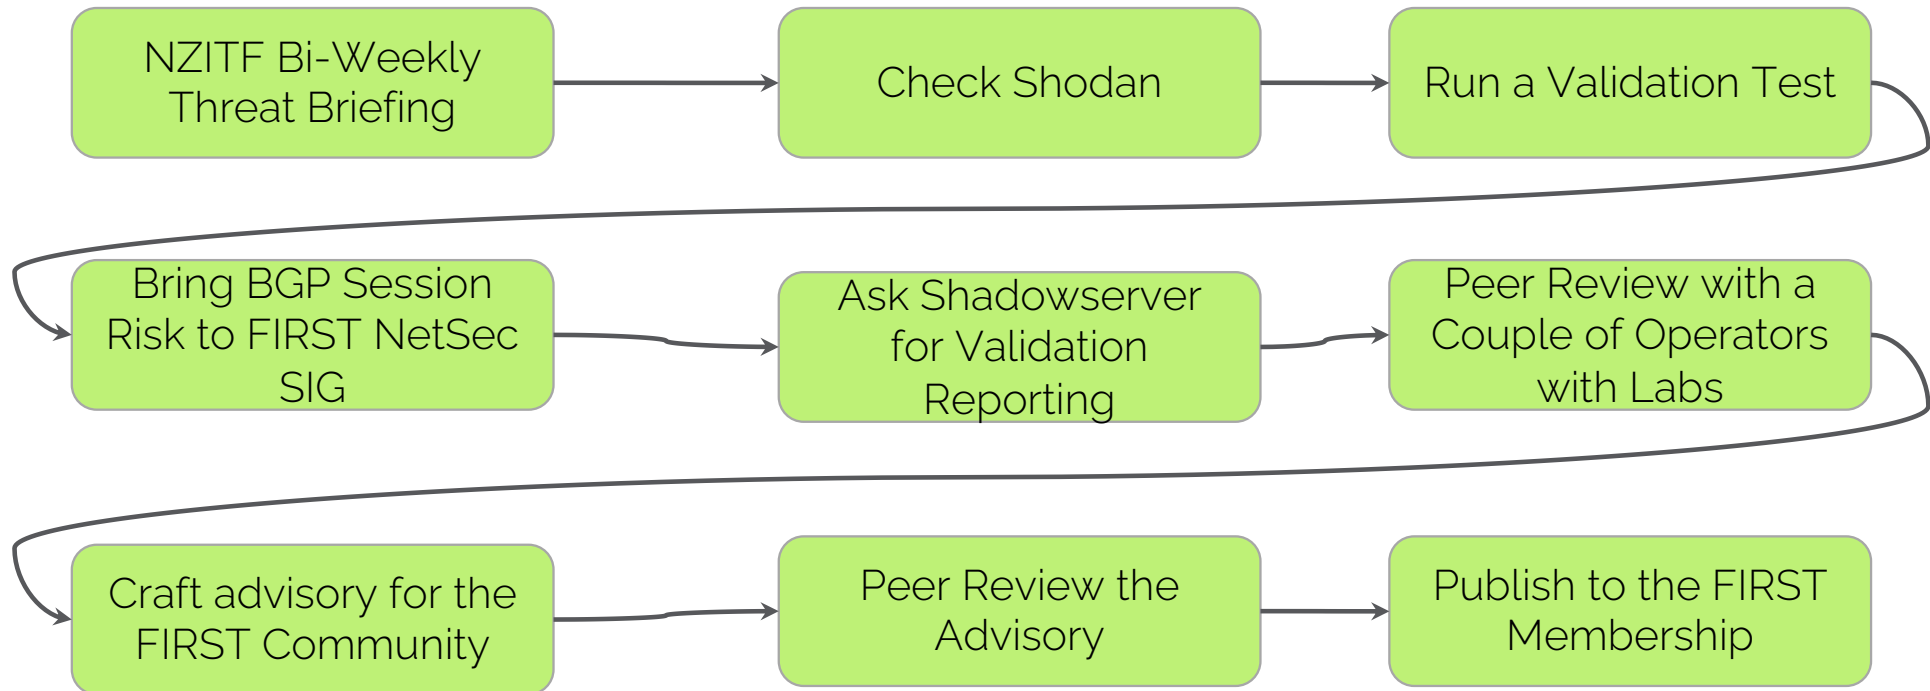 NZITF Bi-Weekly
Threat Briefing
Check Shodan
Run a Validation Test
Bring BGP Session
Risk to FIRST NetSec
SIG
Ask Shadowserver
for Validation
Reporting
Peer Review with a
Couple of Operators
with Labs
Craft advisory for the
FIRST Community
Peer Review the
Advisory
Publish to the FIRST
Membership